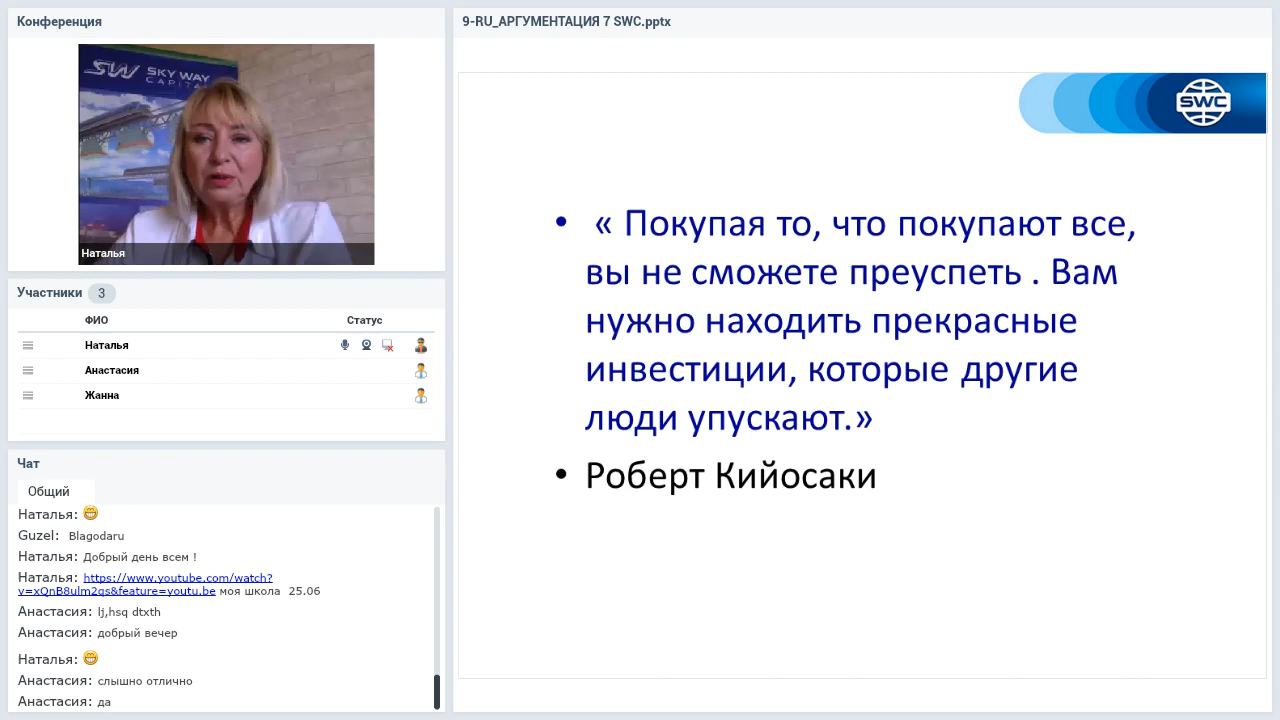 Конференция
SW SKY WAY
CAPITAL
Наталья
Участники 3
ФИО Статус
Наталья
Анастасия
Жанна
Чат
Общий
Наталья:
Guzel: Blagodaru
Наталья: Добрый день всем !
Наталья: https://www.youtube.com/watch?
v=xQnB8ulm2qs&feature=youtu.be моя школа 25.06
Анастасия: lj,hsq dtxth
Анастасия: добрый вечер
Наталья:
Анастасия: слышно отлично
Анастасия: да
9-RU_АРГУМЕНТАЦИЯ 7 SWC.pptx
SWC
• « Покупая то, что покупают все,
вы не сможете преуспеть . Вам
нужно находить прекрасные
инвестиции, которые другие
люди упускают.»
• Роберт Кийосаки